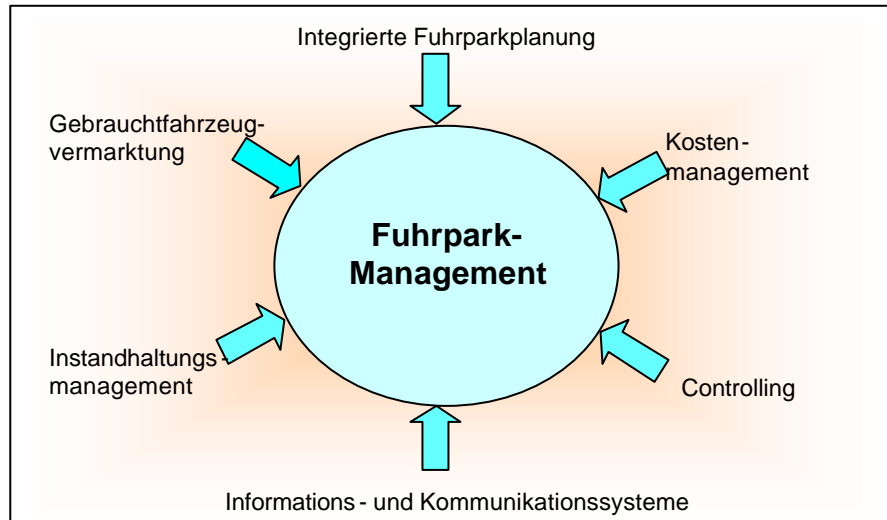 Integrierte Fuhrparkplanung
Gebrauchtfahrzeug-
vermarktung
Kosten-
management
Fuhrpark-
Management
Instandhaltungs-
management
Controlling
Informations- und Kommunikationssysteme